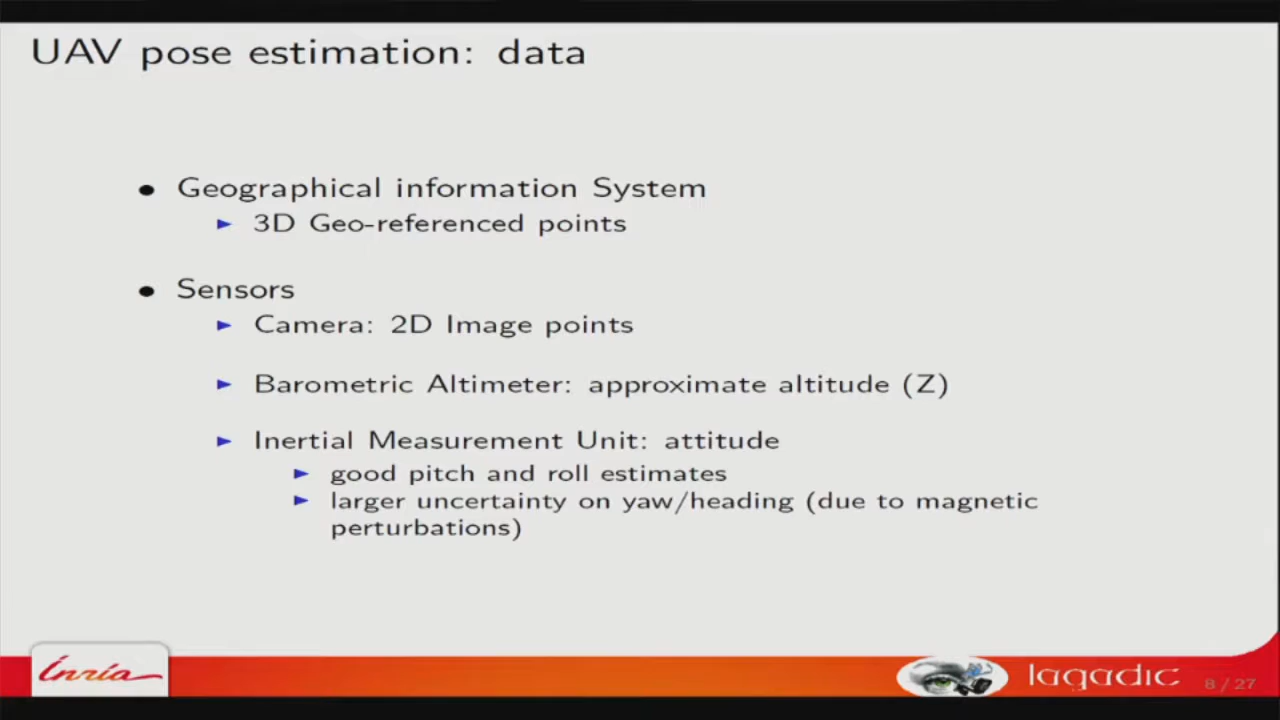 UAV pose estimation: data
● Geographical information System
► 3D Geo-referenced points
● Sensors
► Camera: 2D Image points
► Barometric Altimeter: approximate altitude (Z)
► Inertial Measurement Unit: attitude
► good pitch and roll estimates
► larger uncertainty on yaw/heading (due to magnetic
perturbations)
Inria
lagadic
8 / 27